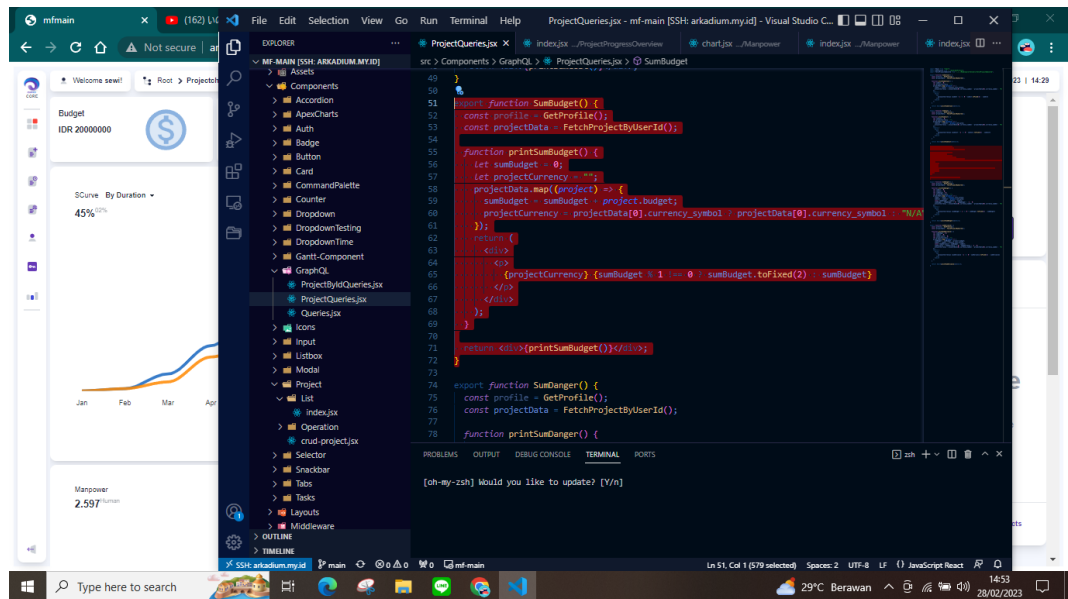 mfmain
(162)
Not secure
Welcome sewi!
Root > Projectoh
Budget
IDR 20000000
SCurve By Duration
45%
Jan Feb Mar Apr
Manpower
2.597 Human
File Edit Selection View Go Run Terminal Help
ProjectQueries.jsx - mf-main [SSH: arkadium.my.id] - Visual Studio C...
EXPLORER
MF-MAIN [SSH: ARKADIUM.MY.ID]
Assets
Components
Accordion
ApexCharts
Auth
Badge
Button
Card
CommandPalette
Counter
Dropdown
DropdownTesting
DropdownTime
Gantt-Component
GraphQL
ProjectByIdQueries.jsx
ProjectQueries.jsx
Queries.jsx
Icons
Input
Listbox
Modal
Project
List
index.jsx
Operation
crud-project.jsx
Selector
Snackbar
Tabs
Tasks
Layouts
Middleware
OUTLINE
TIMELINE
ProjectQueries.jsx
index.jsx .../ProjectProgressOverview
chart.jsx .../Manpower
index.jsx .../Manpower
index.jsx
src > Components > GraphQL > ProjectQueries.jsx > SumBudget
49 }
50
51 export function SumBudget() {
52 const profile = GetProfile();
53 const projectData = FetchProjectByUserId();
54
55 function printSumBudget() {
56 let sumBudget = 0;
57 let projectCurrency = "";
58 projectData.map((project) => {
59 sumBudget = sumBudget + project.budget;
60 projectCurrency = projectData[0].currency_symbol ? projectData[0].currency_symbol : "N/A"
61 });
62 return (
63 <div>
64 <p>
65 {projectCurrency} {sumBudget % 1 !== 0 ? sumBudget.toFixed(2) : sumBudget}
66 </p>
67 </div>
68 );
69 }
70
71 return <div>{printSumBudget()}</div>;
72 }
73
74 export function SumDanger() {
75 const profile = GetProfile();
76 const projectData = FetchProjectByUserId();
77
78 function printSumDanger() {
PROBLEMS OUTPUT DEBUG CONSOLE TERMINAL PORTS
zsh
[oh-my-zsh] Would you like to update? [Y/n]
SSH: arkadium.my.id main 0 0 0 mf-main
Ln 51, Col 1 (579 selected) Spaces: 2 UTF-8 LF {} JavaScript React
23 | 14:29
cts
Type here to search
29°C Berawan
14:53
28/02/2023